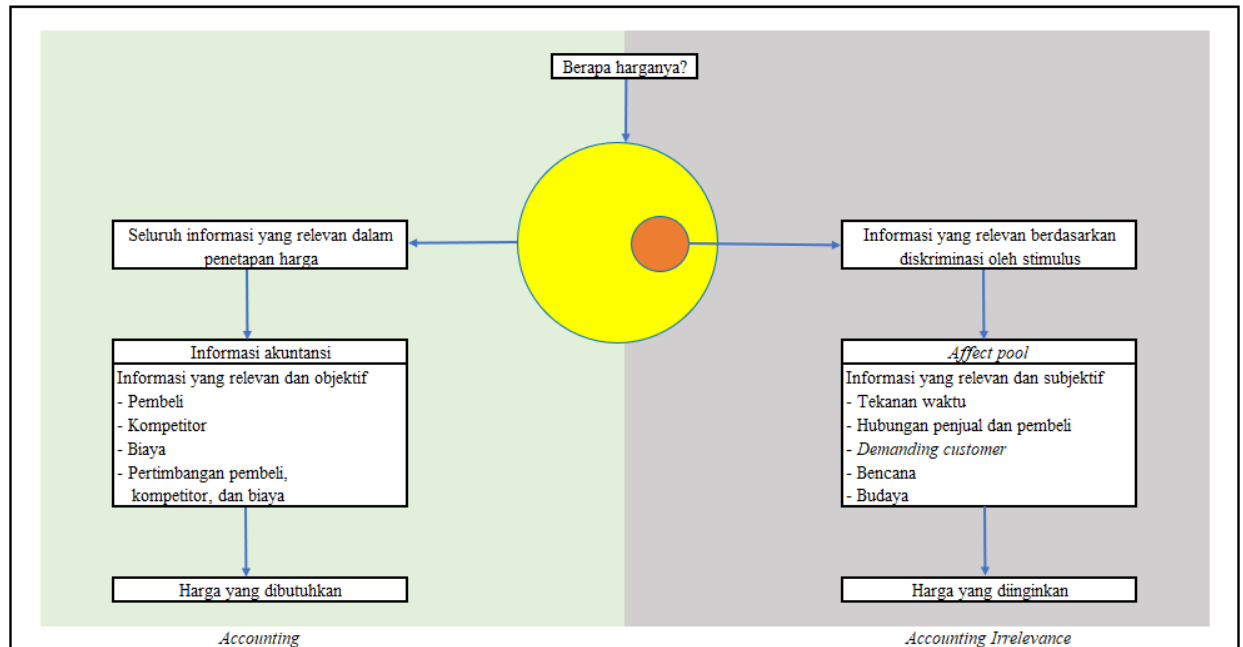 Berapa harganya?
Seluruh informasi yang relevan dalam
penetapan harga
Informasi akuntansi
Informasi yang relevan dan objektif
- Pembeli
- Kompetitor
- Biaya
- Pertimbangan pembeli,
kompetitor, dan biaya
Harga yang dibutuhkan
Accounting
Informasi yang relevan berdasarkan
diskriminasi oleh stimulus
Affect pool
Informasi yang relevan dan subjektif
- Tekanan waktu
- Hubungan penjual dan pembeli
- Demanding customer
- Bencana
- Budaya
Harga yang diinginkan
Accounting Irrelevance